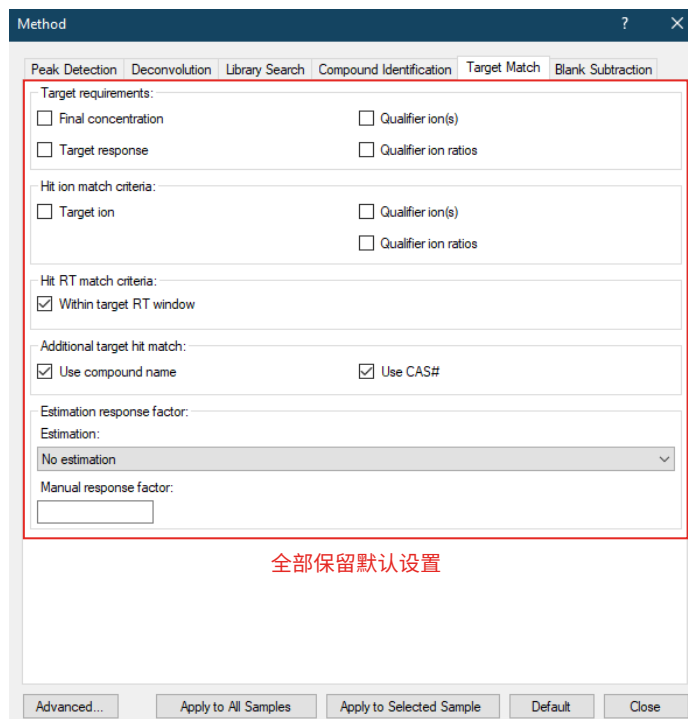 Method ?
Peak Detection Deconvolution Library Search Compound Identification Target Match Blank Subtraction
Target requirements:
Final concentration Qualifier ion(s)
Target response Qualifier ion ratios
Hit ion match criteria:
Target ion Qualifier ion(s)
Qualifier ion ratios
Hit RT match criteria:
Within target RT window
Additional target hit match:
Use compound name Use CAS#
Estimation response factor:
Estimation:
No estimation
Manual response factor:
全部保留默认设置
Advanced... Apply to All Samples Apply to Selected Sample Default Close